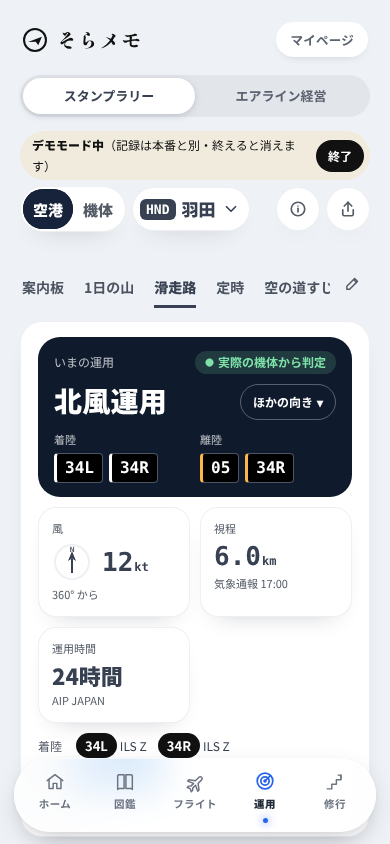 そらメモ
マイページ
スタンプラリー エアライン経営
デモモード中（記録は本番と別・終えると消えま
す）
終了
空港 機体 HND 羽田
案内板 1日の山 滑走路 定時 空の道すじ
いまの運用 実際の機体から判定
北風運用 ほかの向き ▾
着陸 離陸
34L 34R 05 34R
風 視程
N
12kt 6.0km
360° から 気象通報 17:00
運用時間
24時間
AIP JAPAN
着陸 34L ILS Z 34R ILS Z
ホーム 図鑑 フライト 運用 修行